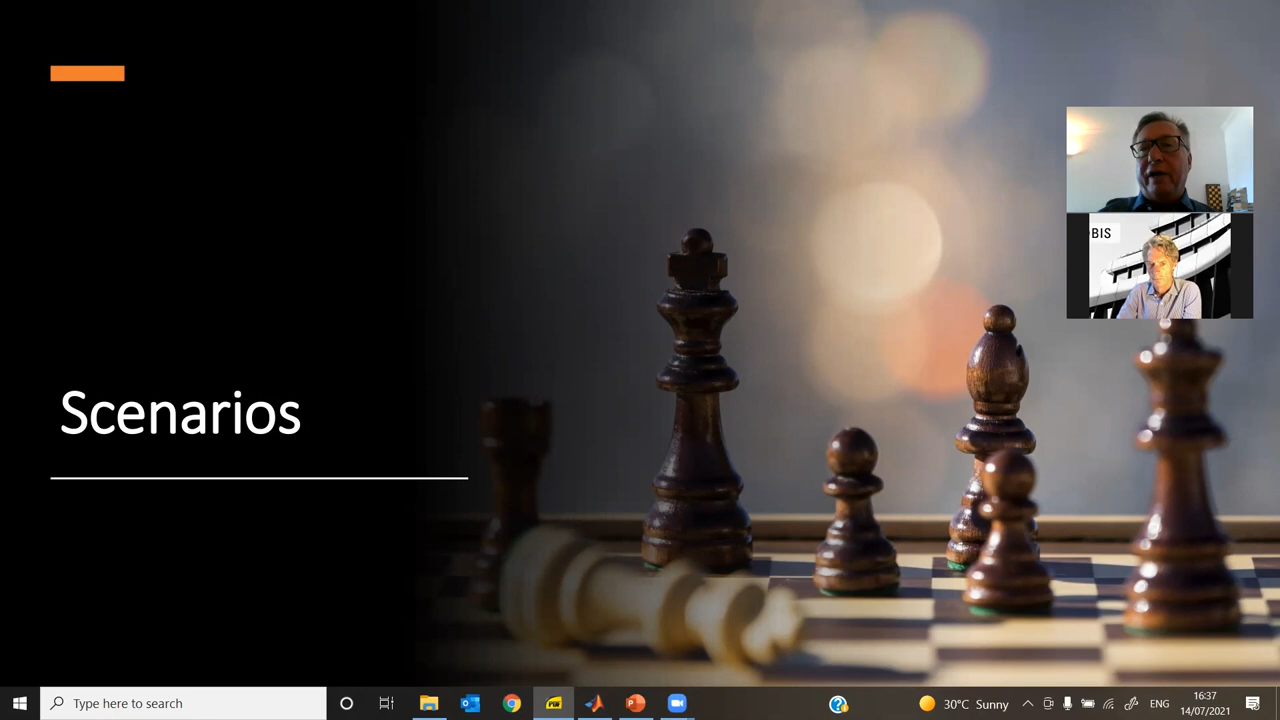 Scenarios
BIS
Type here to search
30°C Sunny
ENG
16:37
14/07/2021